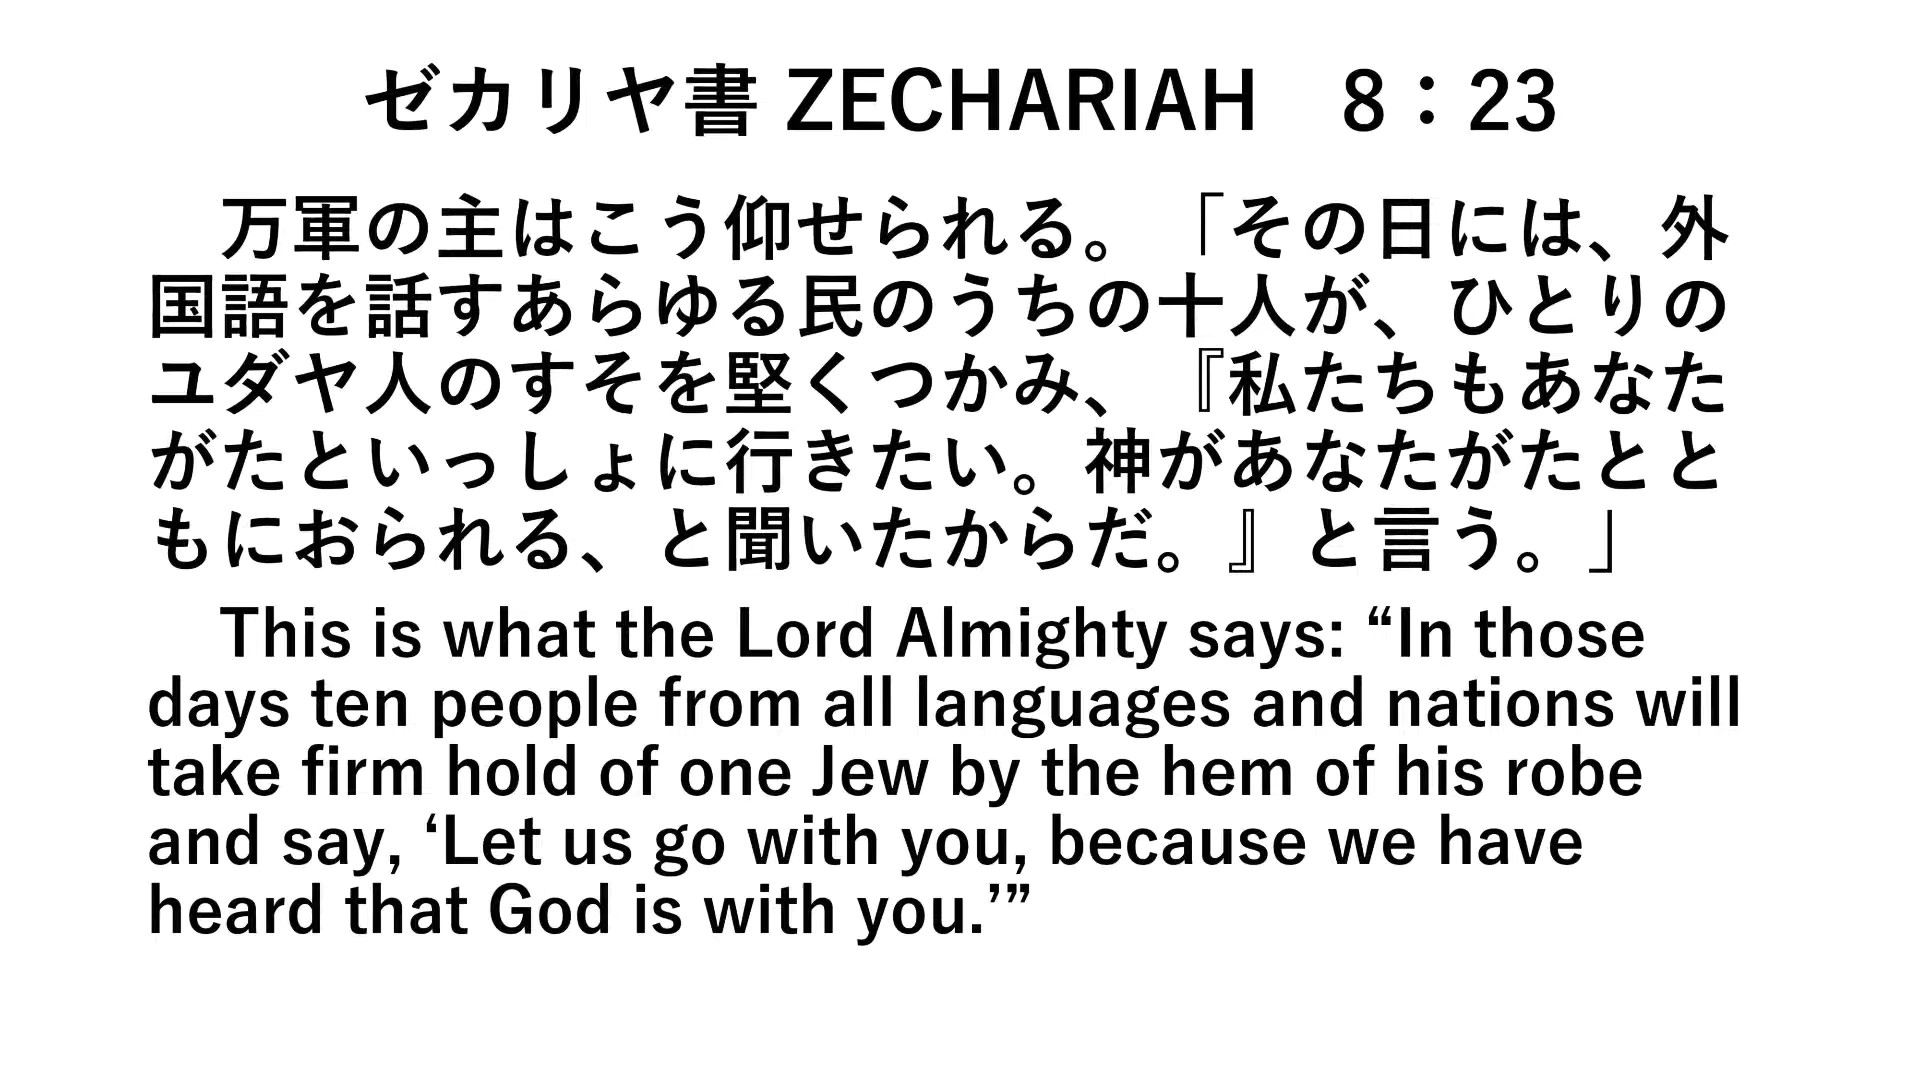 ゼカリヤ書 ZECHARIAH　8：23
万軍の主はこう仰せられる。「その日には、外
国語を話すあらゆる民のうちの十人が、ひとりの
ユダヤ人のすそを堅くつかみ、『私たちもあなた
がたといっしょに行きたい。神があなたがたとと
もにおられる、と聞いたからだ。』と言う。」
This is what the Lord Almighty says: “In those
days ten people from all languages and nations will
take firm hold of one Jew by the hem of his robe
and say, ‘Let us go with you, because we have
heard that God is with you.’”